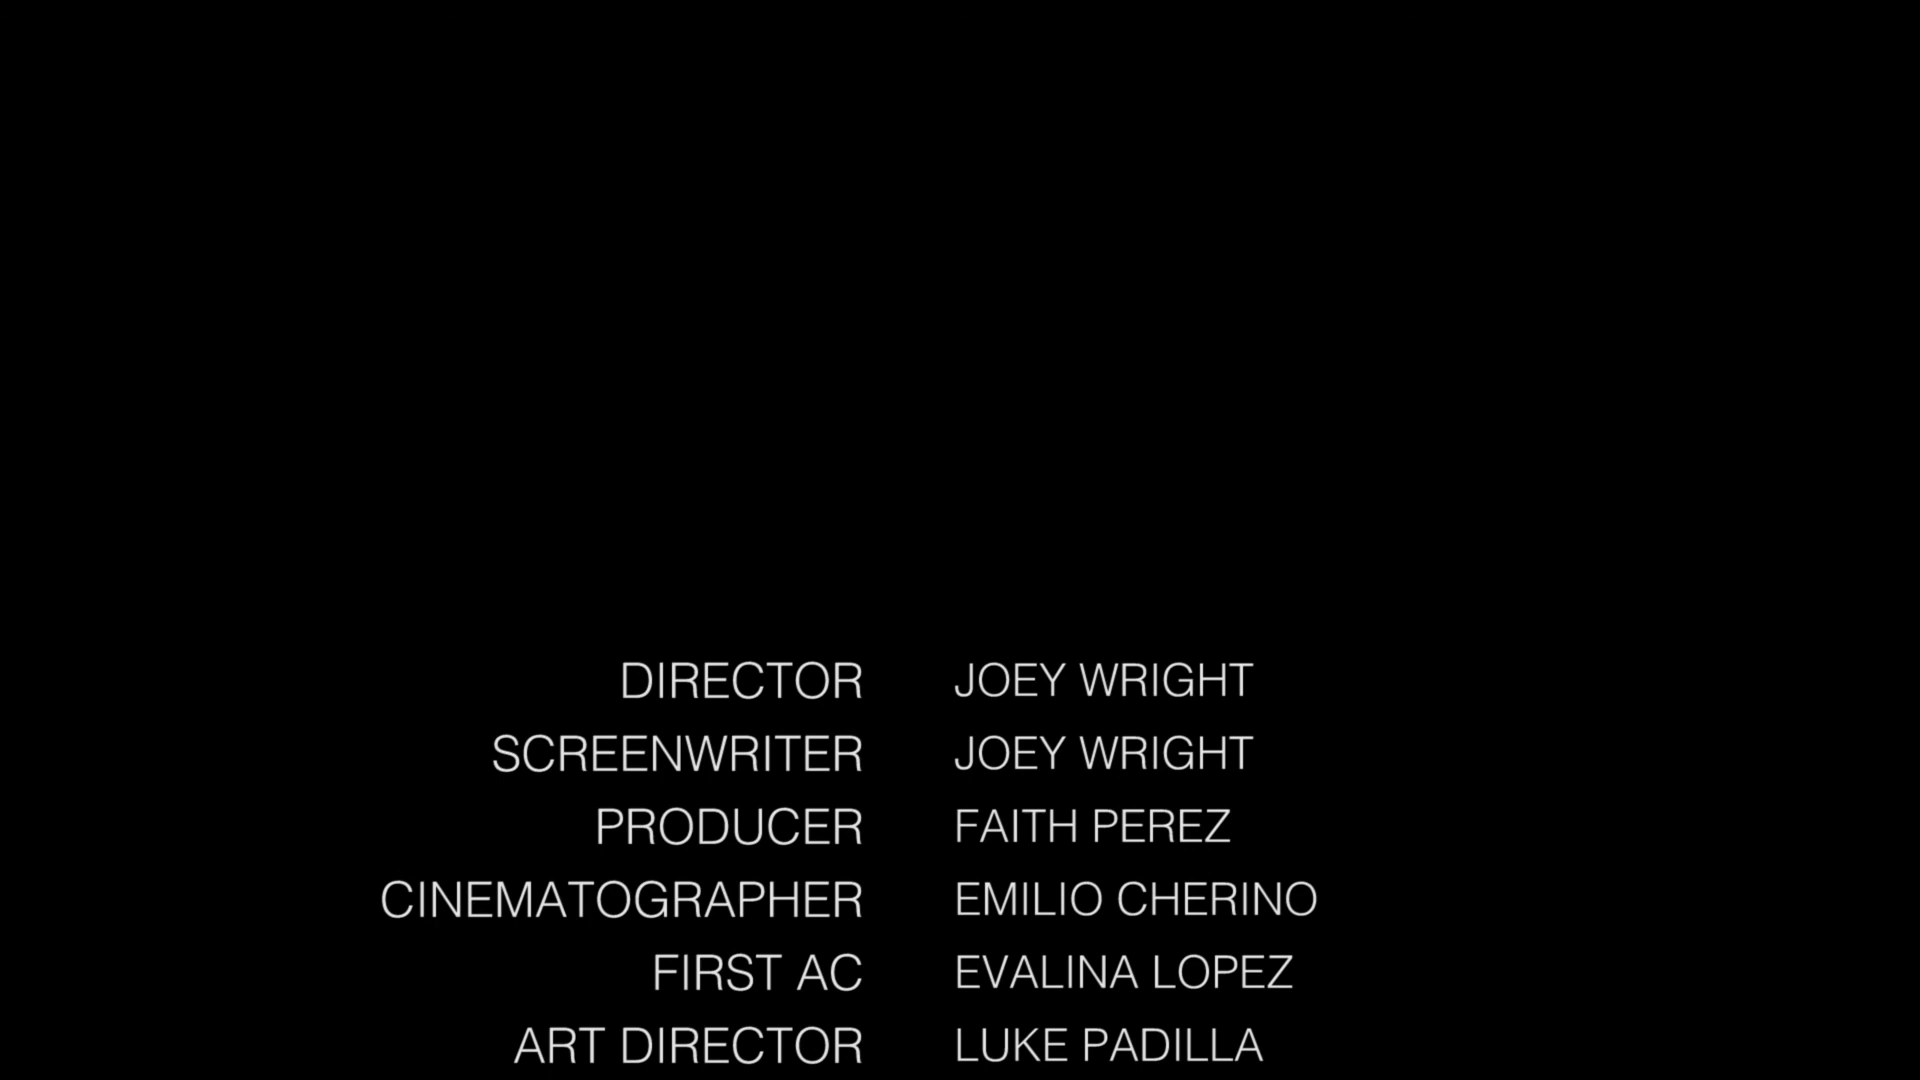 DIRECTOR JOEY WRIGHT
SCREENWRITER JOEY WRIGHT
PRODUCER FAITH PEREZ
CINEMATOGRAPHER EMILIO CHERINO
FIRST AC EVALINA LOPEZ
ART DIRECTOR LUKE PADILLA